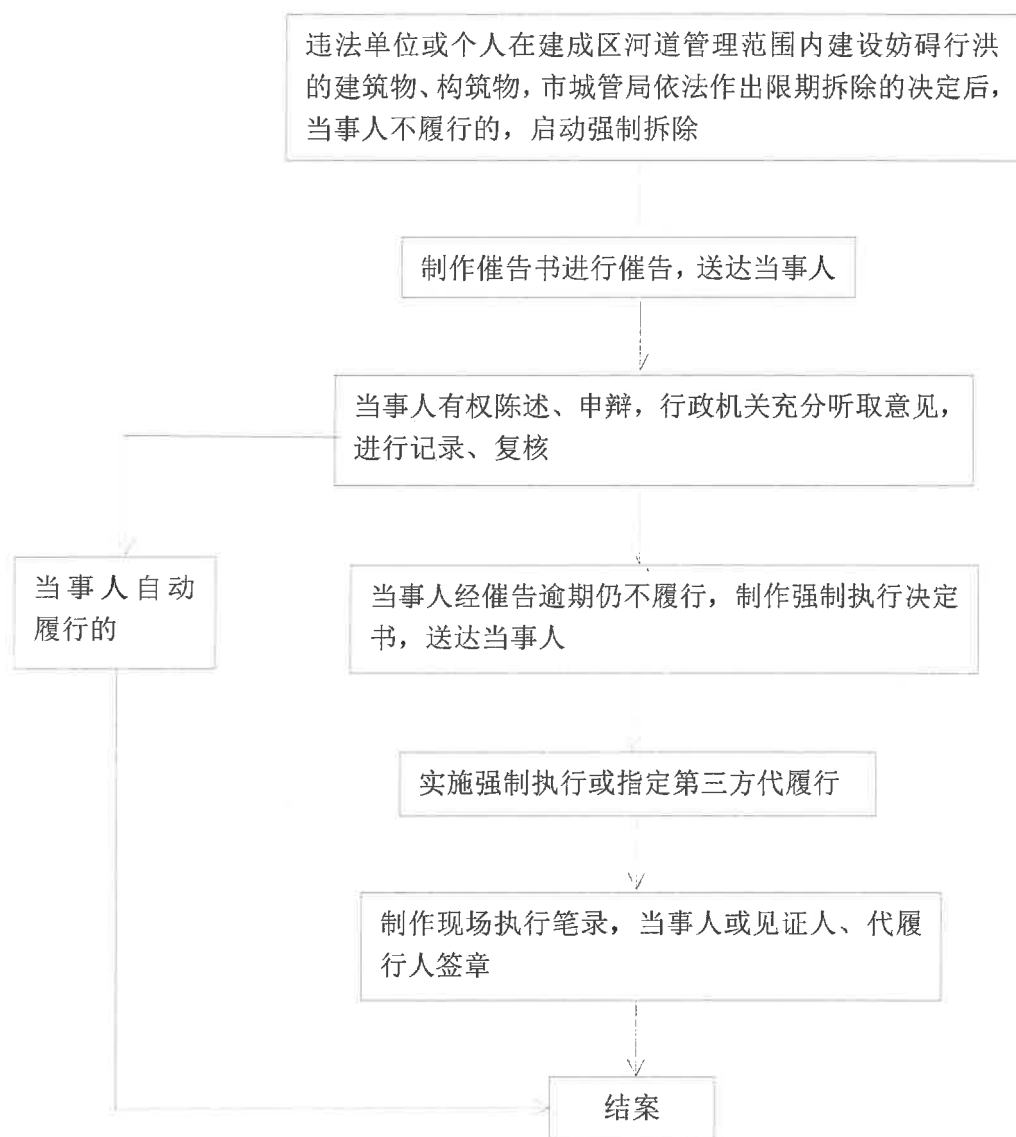 违法单位或个人在建成区河道管理范围内建设妨碍行洪
的建筑物、构筑物，市城管局依法作出限期拆除的决定后，
当事人不履行的，启动强制拆除
制作催告书进行催告，送达当事人
当事人有权陈述、申辩，行政机关充分听取意见，
进行记录、复核
当事人自动
履行的
当事人经催告逾期仍不履行，制作强制执行决定
书，送达当事人
实施强制执行或指定第三方代履行
制作现场执行笔录，当事人或见证人、代履
行人签章
结案